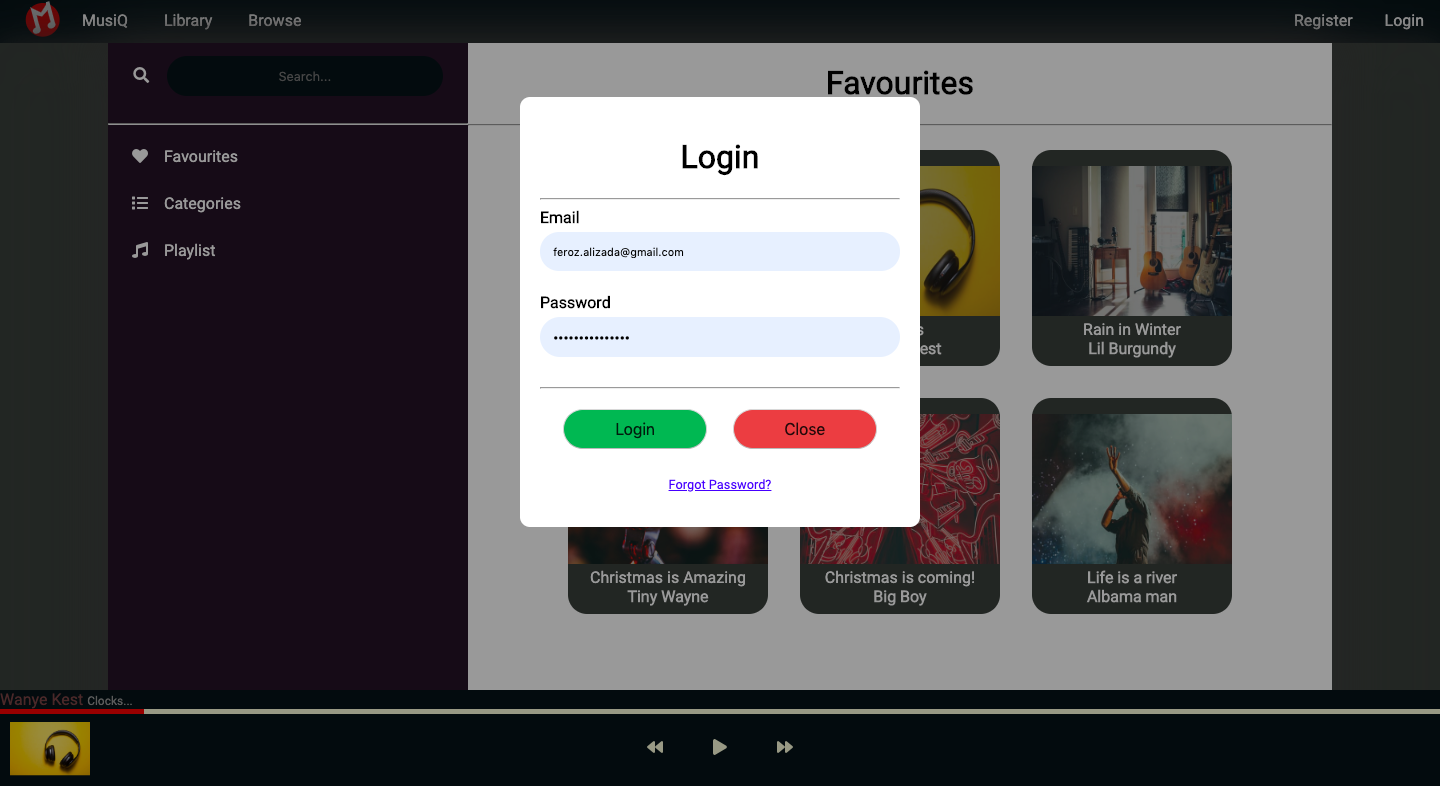 MusiQ Library Browse Register Login
Search...
Favourites
Favourites
Categories
Playlist
Login
Email
feroz.alizada@gmail.com
Password
•••••••••••••••
Login Close
Forgot Password?
Rain in Winter
Lil Burgundy
Christmas is Amazing
Tiny Wayne
Christmas is coming!
Big Boy
Life is a river
Albama man
Wanye Kest Clocks...